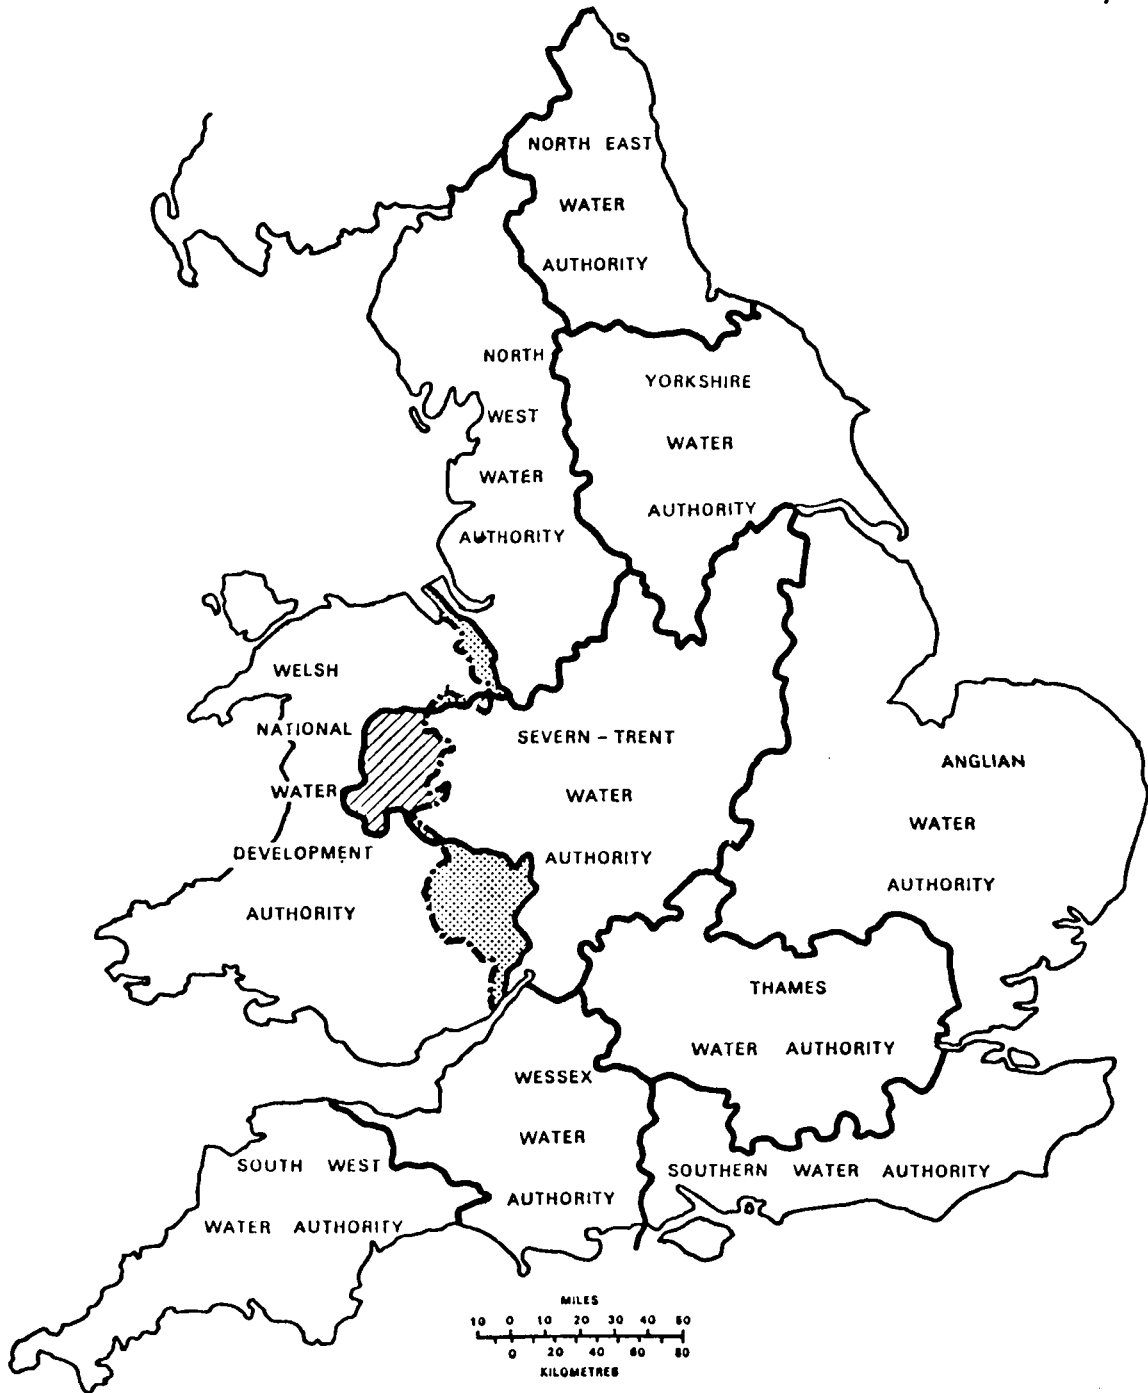 NORTH EAST
WATER
AUTHORITY
NORTH
WEST
WATER
AUTHORITY
YORKSHIRE
WATER
AUTHORITY
WELSH
NATIONAL
WATER
DEVELOPMENT
AUTHORITY
SEVERN - TRENT
WATER
AUTHORITY
ANGLIAN
WATER
AUTHORITY
THAMES
WATER AUTHORITY
WESSEX
WATER
AUTHORITY
SOUTH WEST
WATER AUTHORITY
SOUTHERN WATER AUTHORITY
MILES
10 0 10 20 30 40 50
0 20 40 60 80
KILOMETRES